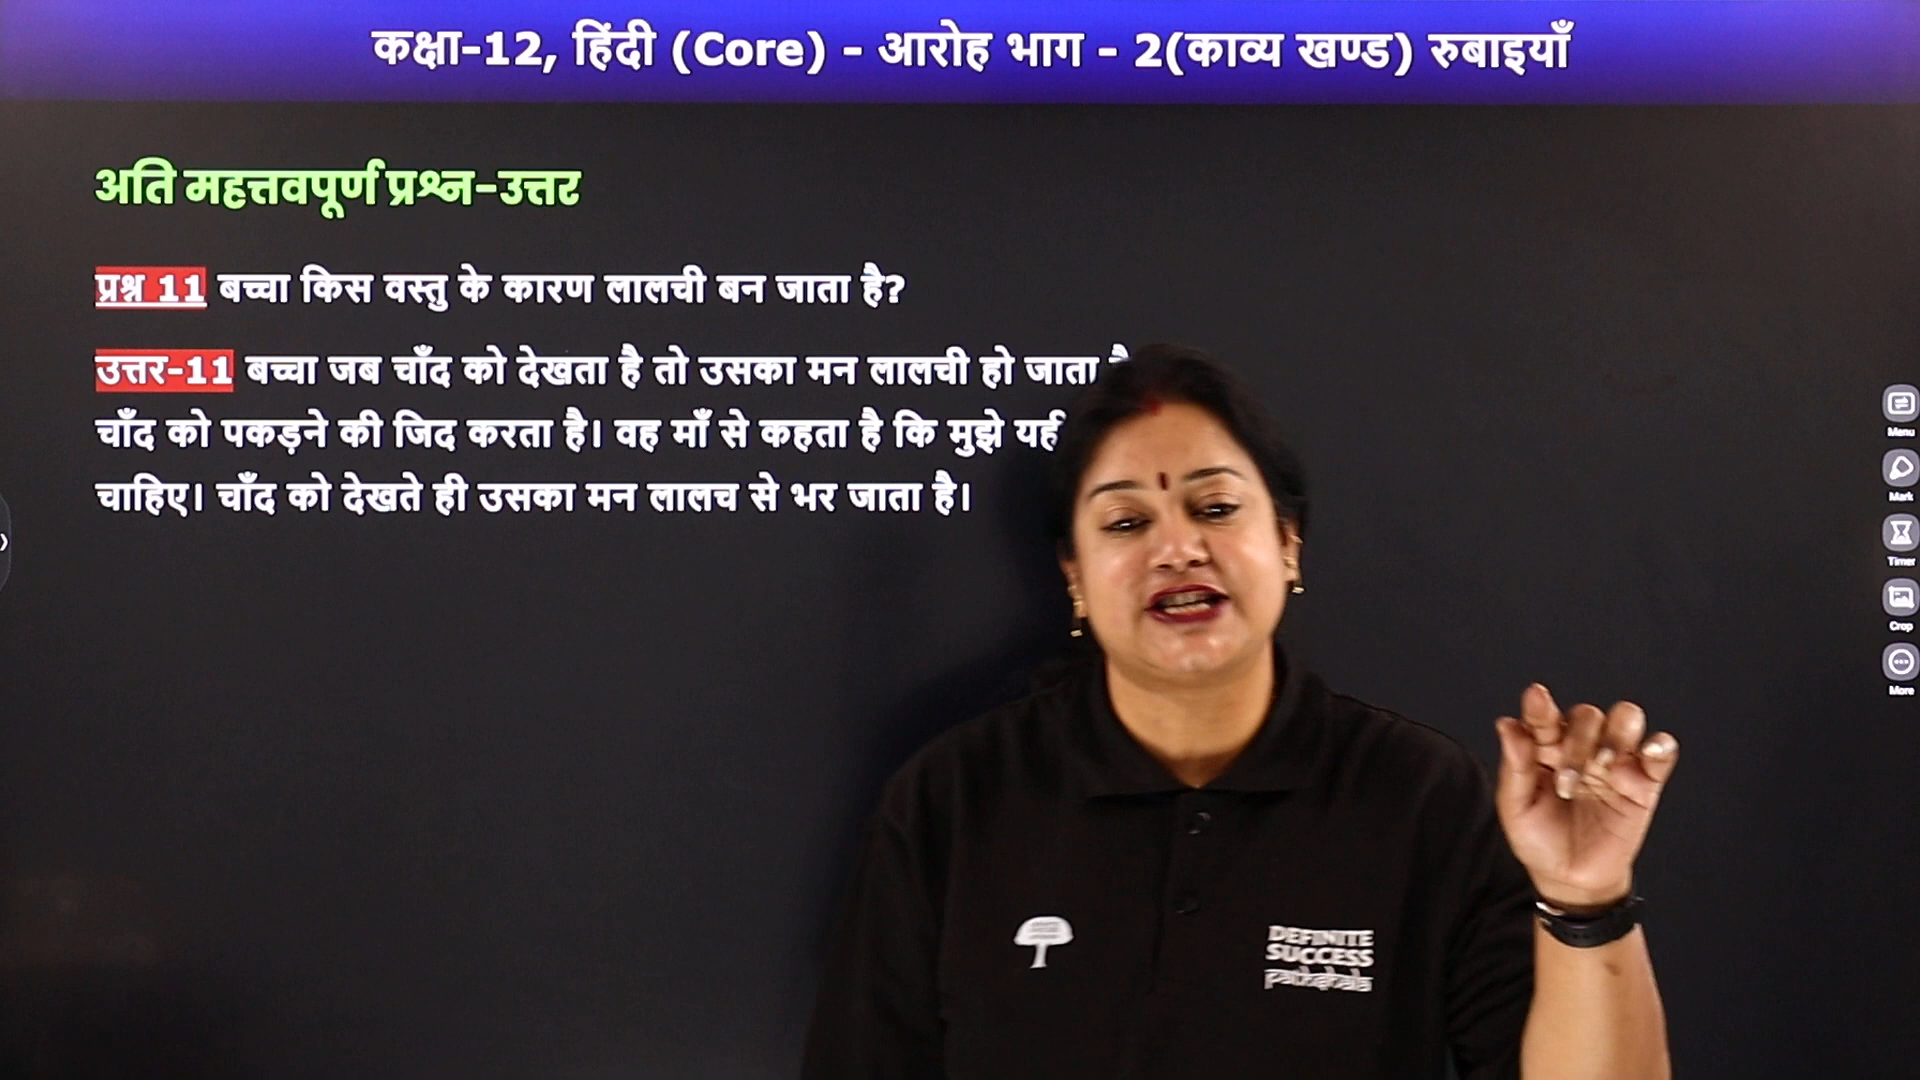 कक्षा-12, हिंदी (Core) - आरोह भाग - 2(काव्य खण्ड) रुबाइयाँ
अति महत्तवपूर्ण प्रश्न-उत्तर
प्रश्न 11 बच्चा किस वस्तु के कारण लालची बन जाता है?
उत्तर-11 बच्चा जब चाँद को देखता है तो उसका मन लालची हो जाता
चाँद को पकड़ने की जिद करता है। वह माँ से कहता है कि मुझे
चाहिए। चाँद को देखते ही उसका मन लालच से भर जाता है।
Menu
Mark
Timer
Crop
More
DEFINITE
SUCCESS
pathshala